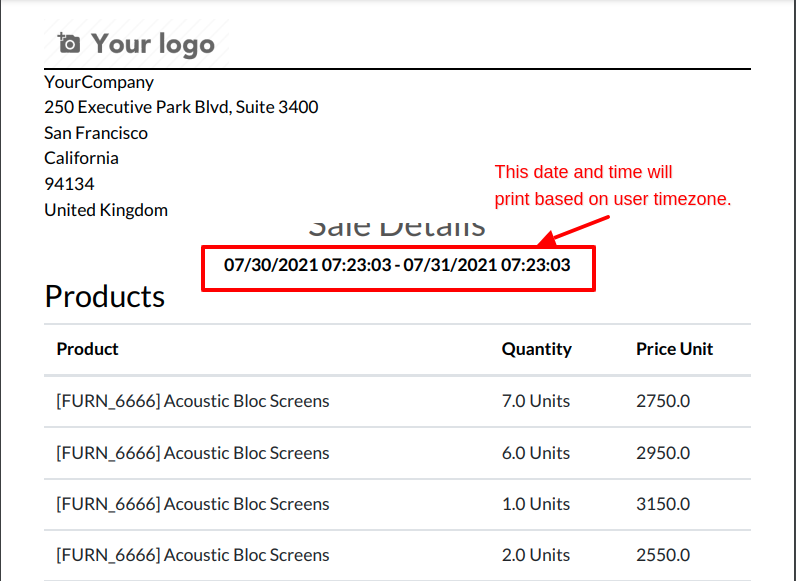 Your logo
YourCompany
250 Executive Park Blvd, Suite 3400
San Francisco
California
94134
United Kingdom
This date and time will
print based on user timezone.
Sale Details
07/30/2021 07:23:03 - 07/31/2021 07:23:03
Products
Product Quantity Price Unit
[FURN_6666] Acoustic Bloc Screens 7.0 Units 2750.0
[FURN_6666] Acoustic Bloc Screens 6.0 Units 2950.0
[FURN_6666] Acoustic Bloc Screens 1.0 Units 3150.0
[FURN_6666] Acoustic Bloc Screens 2.0 Units 2550.0